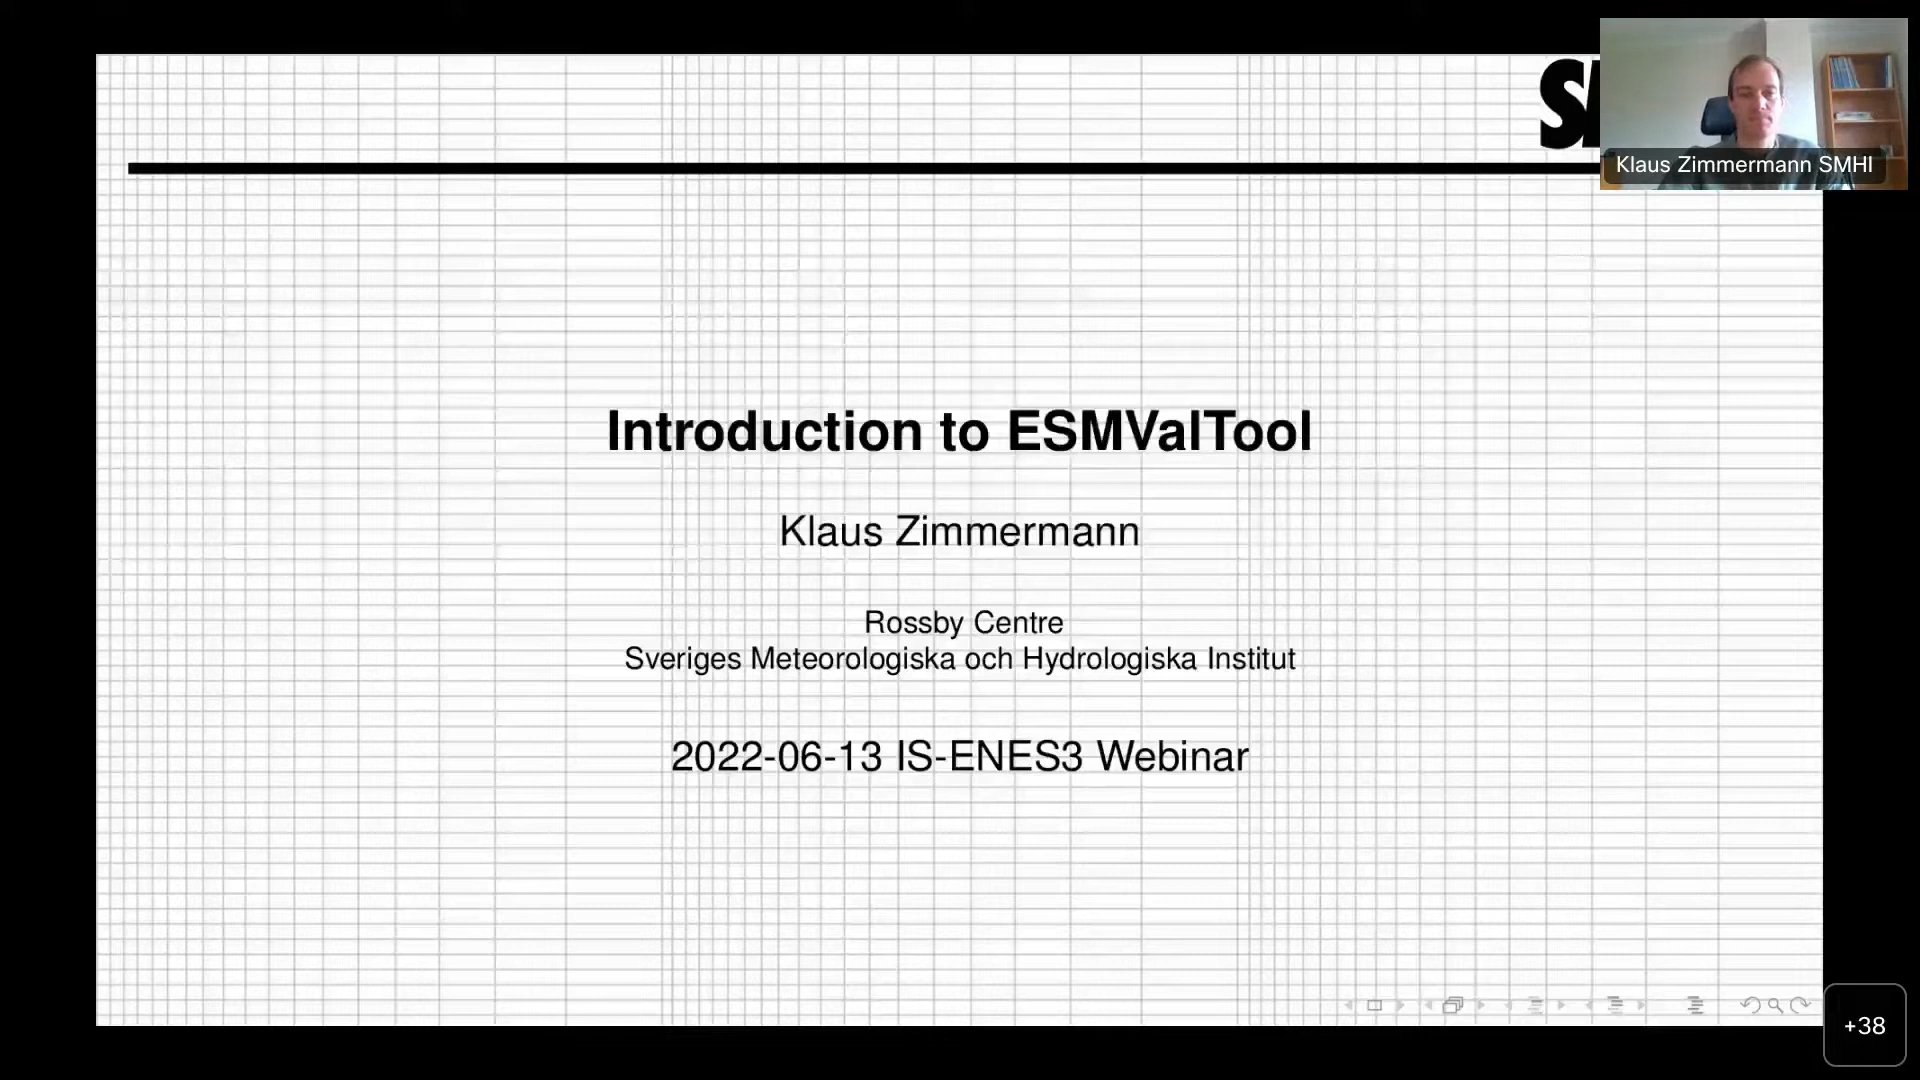 Klaus Zimmermann SMHI
Introduction to ESMValTool
Klaus Zimmermann
Rossby Centre
Sveriges Meteorologiska och Hydrologiska Institut
2022-06-13 IS-ENES3 Webinar
+38